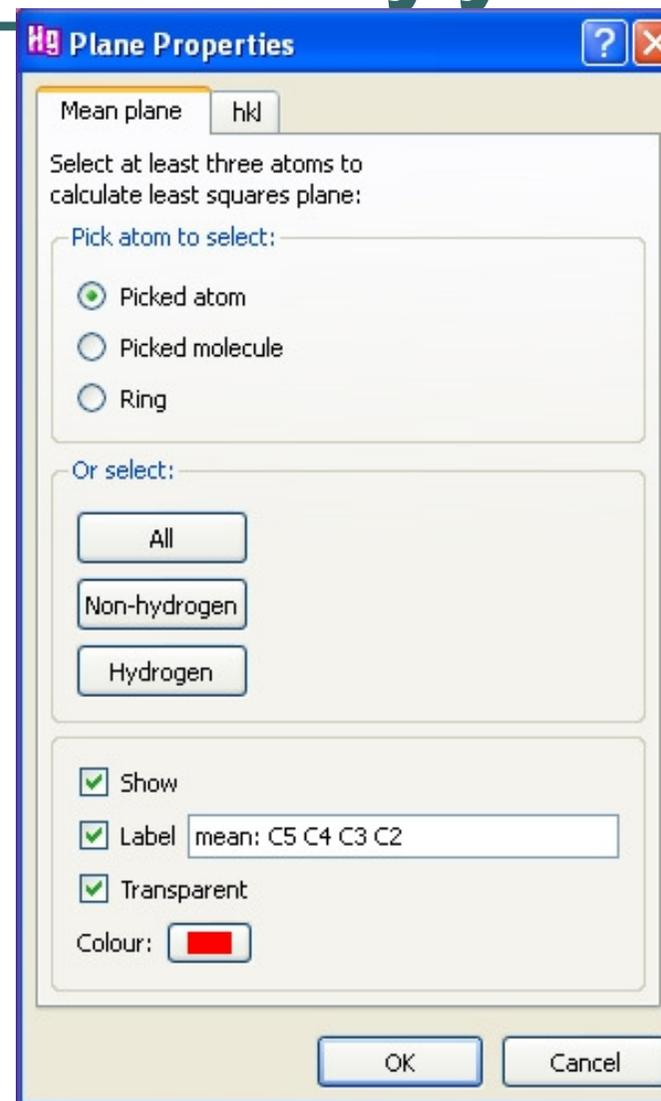 Hg Plane Properties ?
Mean plane hkl
Select at least three atoms to
calculate least squares plane:
Pick atom to select:
Picked atom
Picked molecule
Ring
Or select:
All
Non-hydrogen
Hydrogen
Show
Label mean: C5 C4 C3 C2
Transparent
Colour:
OK Cancel